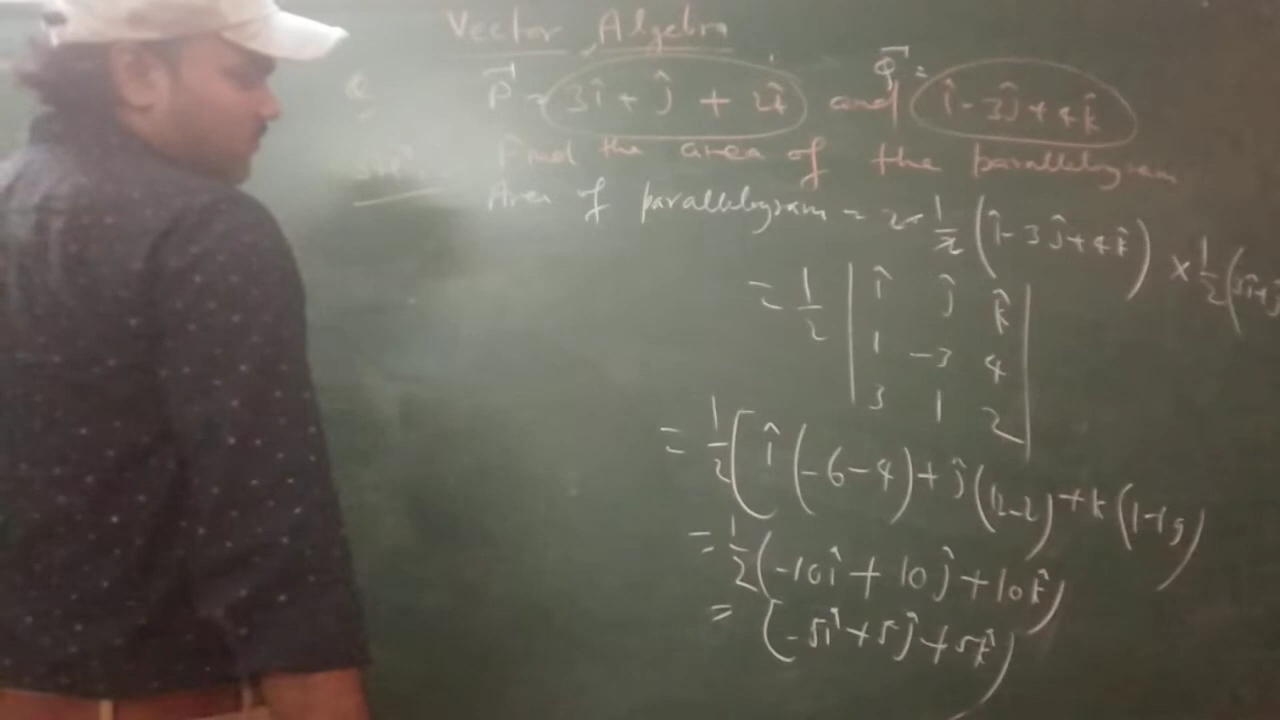 Vector Algebra
Q P⃗ = 3î + ĵ + 2k̂ and Q⃗ = î - 3ĵ + 4k̂
Find the area of the parallelogram
Area of parallelogram = 2 × 1/2 (î - 3ĵ + 4k̂) × 1/2 (3î + ĵ
= 1/2 | î ĵ k̂
1 -3 4
3 1 2 |
= 1/2 [ î (-6-4) + ĵ (12-2) + k (1+9)
= 1/2 (-10î + 10ĵ + 10k̂)
= (-5î + 5ĵ + 5k̂)